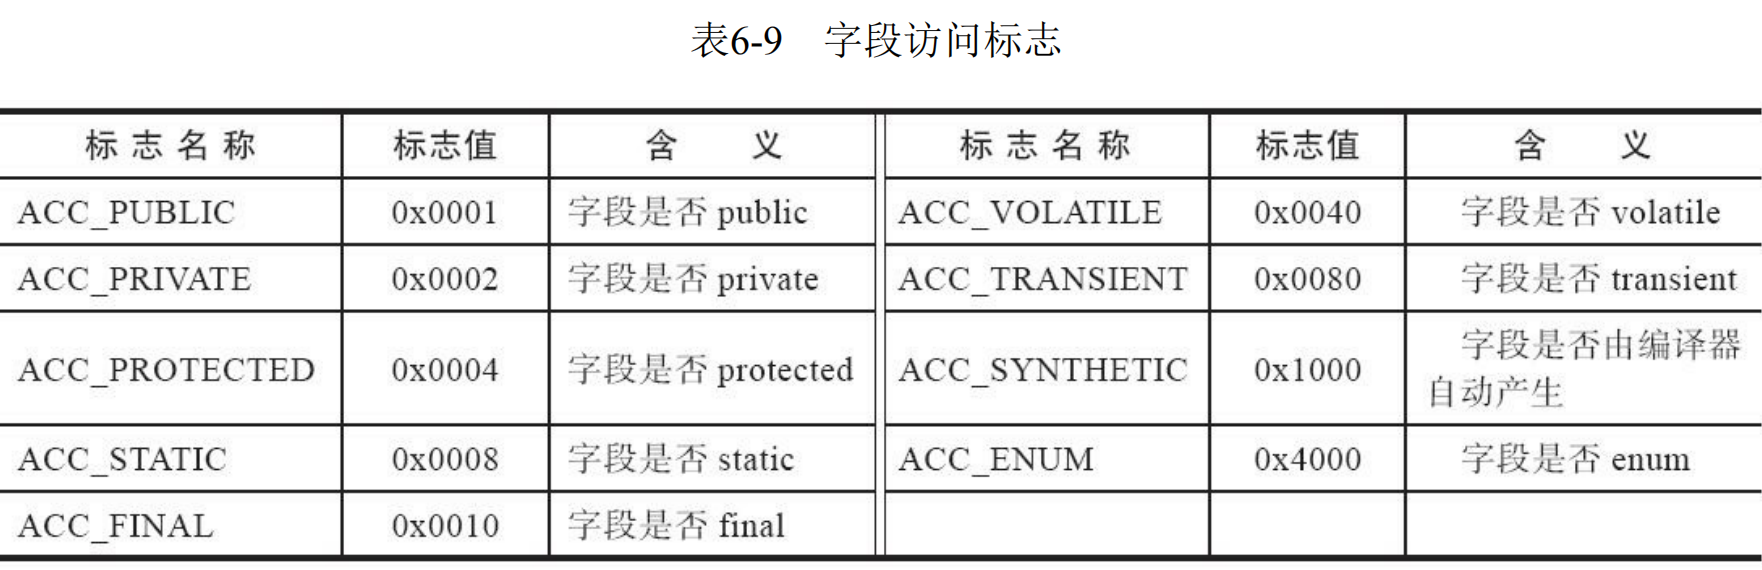 表6-9　字段访问标志
标志名称 标志值 含　义 标志名称 标志值 含　义
ACC_PUBLIC 0x0001 字段是否 public ACC_VOLATILE 0x0040 字段是否 volatile
ACC_PRIVATE 0x0002 字段是否 private ACC_TRANSIENT 0x0080 字段是否 transient
ACC_PROTECTED 0x0004 字段是否 protected ACC_SYNTHETIC 0x1000 字段是否由编译器
自动产生
ACC_STATIC 0x0008 字段是否 static ACC_ENUM 0x4000 字段是否 enum
ACC_FINAL 0x0010 字段是否 final